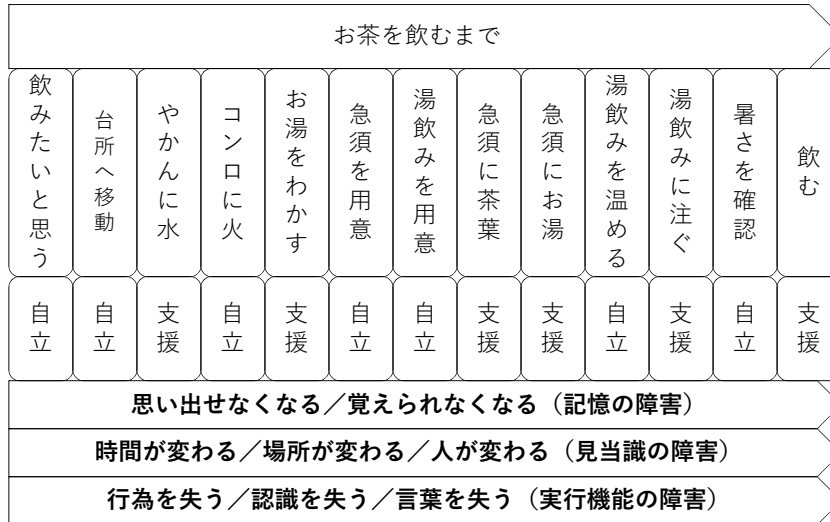 お茶を飲むまで
飲みたいと思う
台所へ移動
やかんに水
コンロに火
お湯をわかす
急須を用意
湯飲みを用意
急須に茶葉
急須にお湯
湯飲みを温める
湯飲みに注ぐ
暑さを確認
飲む
自立
自立
支援
自立
支援
自立
自立
支援
支援
自立
支援
自立
支援
思い出せなくなる／覚えられなくなる（記憶の障害）
時間が変わる／場所が変わる／人が変わる（見当識の障害）
行為を失う／認識を失う／言葉を失う（実行機能の障害）